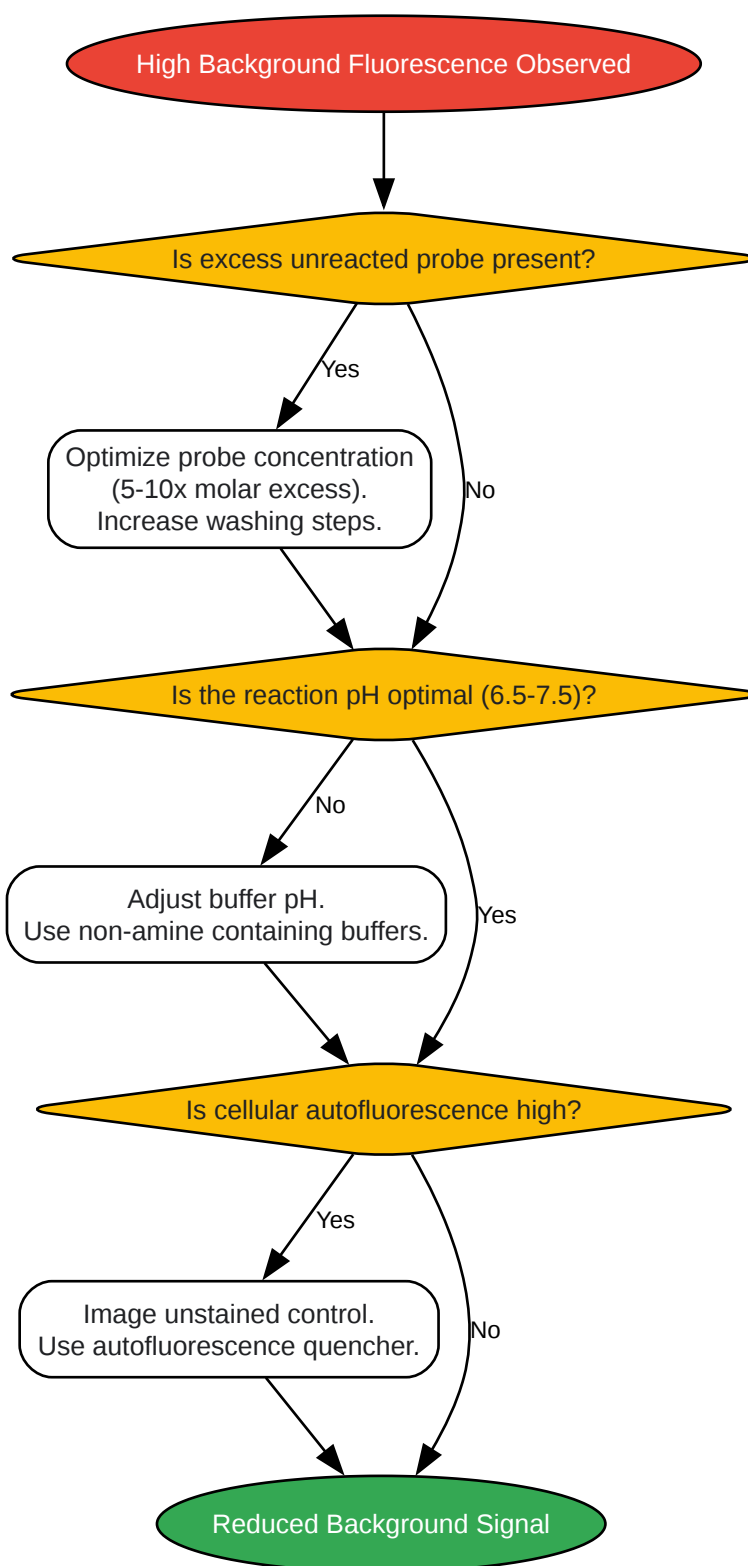 High Background Fluorescence Observed
Is excess unreacted probe present?
Yes
Optimize probe concentration
(5-10x molar excess).
Increase washing steps.
No
Is the reaction pH optimal (6.5-7.5)?
No
Adjust buffer pH.
Use non-amine containing buffers.
Yes
Is cellular autofluorescence high?
Yes
Image unstained control.
Use autofluorescence quencher.
No
Reduced Background Signal